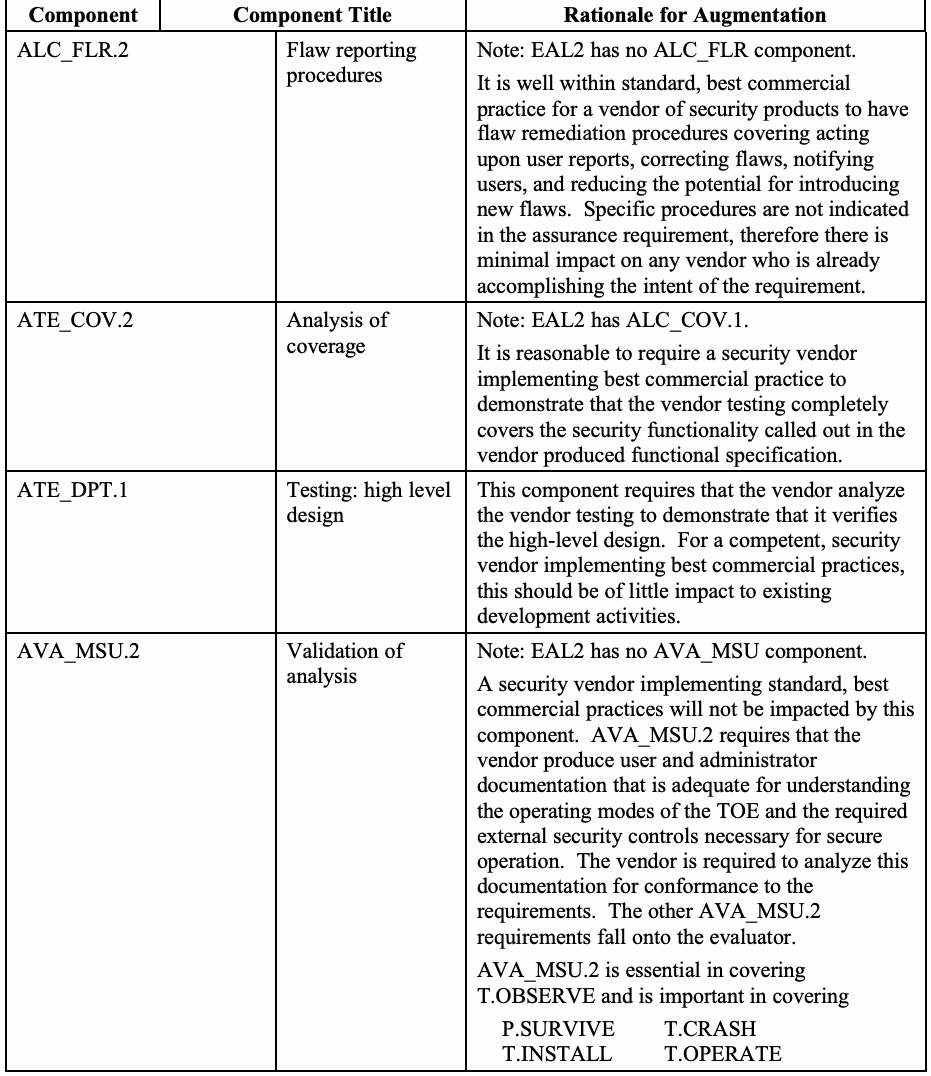 Component Component Title Rationale for Augmentation
ALC_FLR.2 Flaw reporting Note: EAL2 has no ALC_FLR component.
procedures
It is well within standard, best commercial
practice for a vendor of security products to have
flaw remediation procedures covering acting
upon user reports, correcting flaws, notifying
users, and reducing the potential for introducing
new flaws. Specific procedures are not indicated
in the assurance requirement, therefore there is
minimal impact on any vendor who is already
accomplishing the intent of the requirement.
ATE_COV.2 Analysis of Note: EAL2 has ALC_COV.1.
coverage
It is reasonable to require a security vendor
implementing best commercial practice to
demonstrate that the vendor testing completely
covers the security functionality called out in the
vendor produced functional specification.
ATE_DPT.1 Testing: high level This component requires that the vendor analyze
design the vendor testing to demonstrate that it verifies
the high-level design. For a competent, security
vendor implementing best commercial practices,
this should be of little impact to existing
development activities.
AVA_MSU.2 Validation of Note: EAL2 has no AVA_MSU component.
analysis
A security vendor implementing standard, best
commercial practices will not be impacted by this
component. AVA_MSU.2 requires that the
vendor produce user and administrator
documentation that is adequate for understanding
the operating modes of the TOE and the required
external security controls necessary for secure
operation. The vendor is required to analyze this
documentation for conformance to the
requirements. The other AVA_MSU.2
requirements fall onto the evaluator.
AVA_MSU.2 is essential in covering
T.OBSERVE and is important in covering
P.SURVIVE T.CRASH
T.INSTALL T.OPERATE